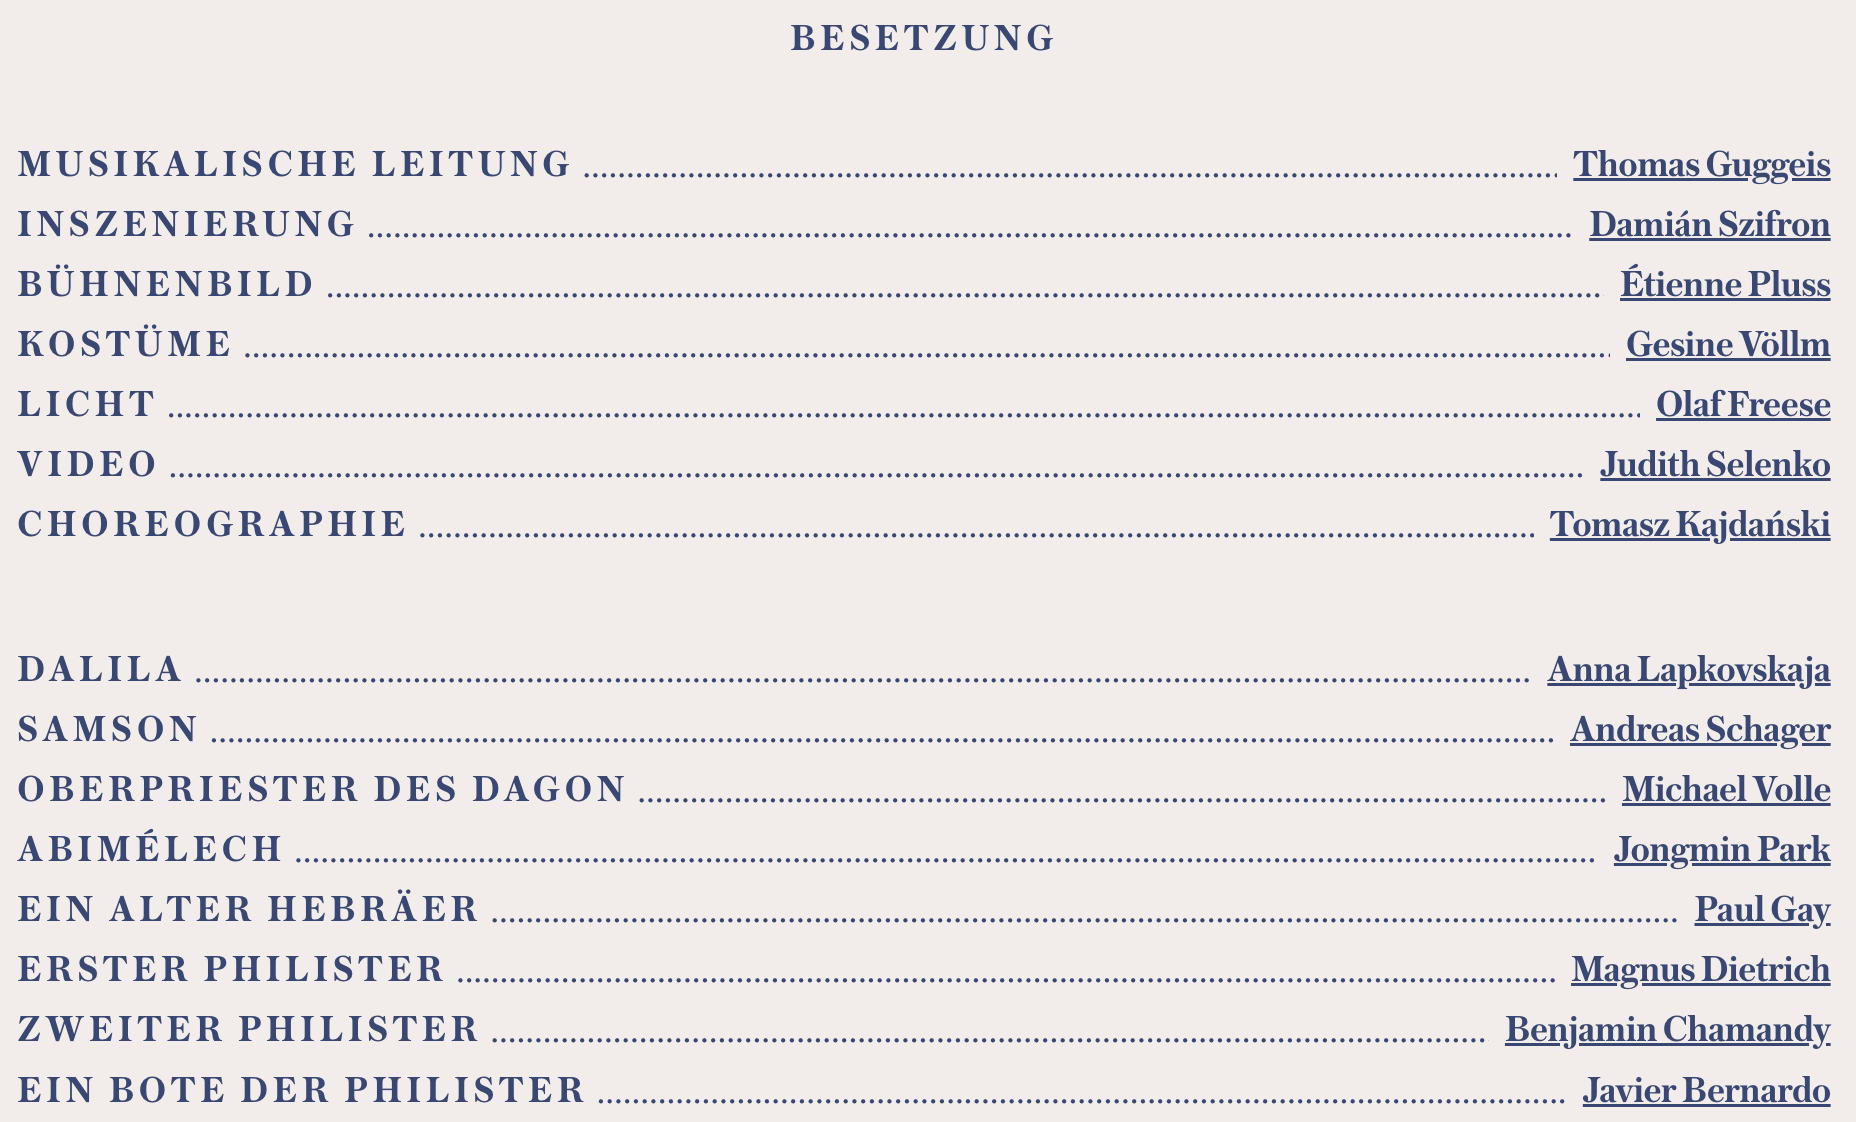 BESETZUNG
MUSIKALISCHE LEITUNG Thomas Guggeis
INSZENIERUNG Damián Szifron
BÜHNENBILD Étienne Pluss
KOSTÜME Gesine Völlm
LICHT Olaf Freese
VIDEO Judith Selenko
CHOREOGRAPHIE Tomasz Kajdański
DALILA Anna Lapkovskaja
SAMSON Andreas Schager
OBERPRIESTER DES DAGON Michael Volle
ABIMÉLECH Jongmin Park
EIN ALTER HEBRÄER Paul Gay
ERSTER PHILISTER Magnus Dietrich
ZWEITER PHILISTER Benjamin Chamandy
EIN BOTE DER PHILISTER Javier Bernardo